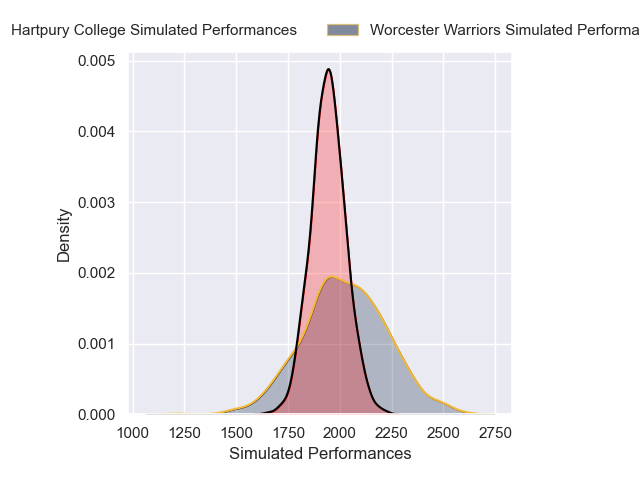 Hartpury College Simulated Performances Worcester Warriors Simulated Performa
0.005
0.004
0.003
0.002
0.001
0.000
Density
1000 1250 1500 1750 2000 2250 2500 2750
Simulated Performances